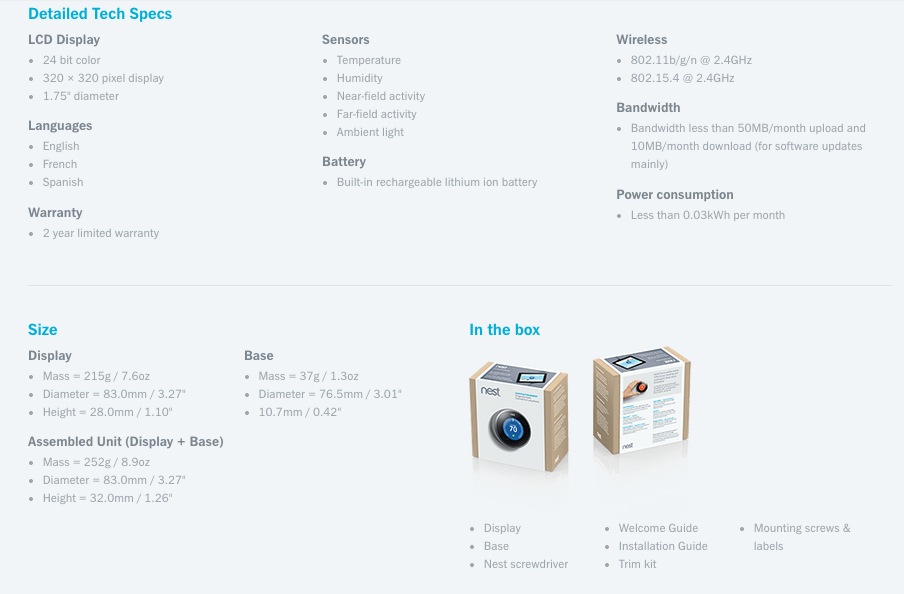 Detailed Tech Specs
LCD Display
• 24 bit color
• 320 × 320 pixel display
• 1.75" diameter
Languages
• English
• French
• Spanish
Warranty
• 2 year limited warranty
Sensors
• Temperature
• Humidity
• Near-field activity
• Far-field activity
• Ambient light
Battery
• Built-in rechargeable lithium ion battery
Wireless
• 802.11b/g/n @ 2.4GHz
• 802.15.4 @ 2.4GHz
Bandwidth
• Bandwidth less than 50MB/month upload and
10MB/month download (for software updates
mainly)
Power consumption
• Less than 0.03kWh per month
Size
Display
• Mass = 215g / 7.6oz
• Diameter = 83.0mm / 3.27"
• Height = 28.0mm / 1.10"
Assembled Unit (Display + Base)
• Mass = 252g / 8.9oz
• Diameter = 83.0mm / 3.27"
• Height = 32.0mm / 1.26"
Base
• Mass = 37g / 1.3oz
• Diameter = 76.5mm / 3.01"
• 10.7mm / 0.42"
In the box
nest
70
nest
• Display
• Base
• Nest screwdriver
• Welcome Guide
• Installation Guide
• Trim kit
• Mounting screws &
labels